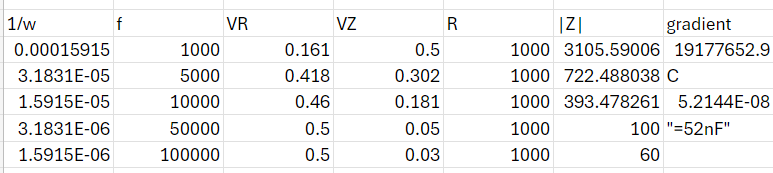 1/w f VR VZ R |Z| gradient
0.00015915 1000 0.161 0.5 1000 3105.59006 19177652.9
3.1831E-05 5000 0.418 0.302 1000 722.488038 C
1.5915E-05 10000 0.46 0.181 1000 393.478261 5.2144E-08
3.1831E-06 50000 0.5 0.05 1000 100 "=52nF"
1.5915E-06 100000 0.5 0.03 1000 60